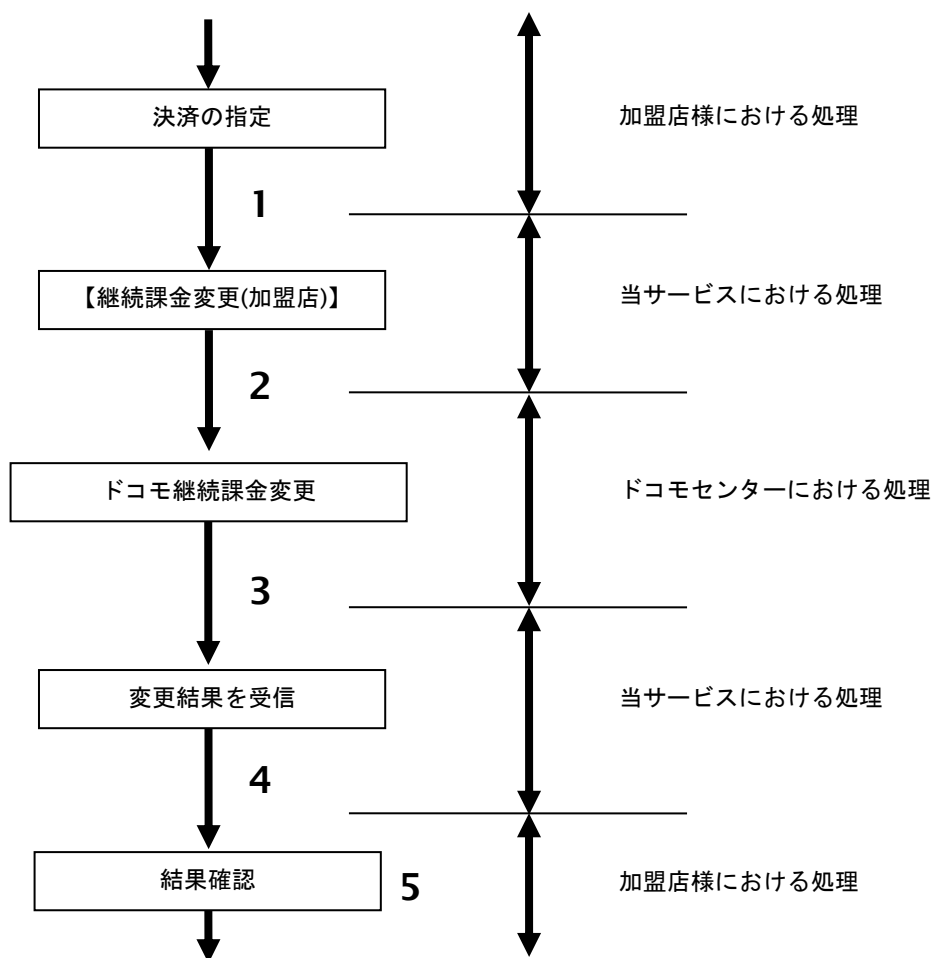 決済の指定
加盟店様における処理
1
【継続課金変更(加盟店)】
当サービスにおける処理
2
ドコモ継続課金変更
ドコモセンターにおける処理
3
変更結果を受信
当サービスにおける処理
4
結果確認
5
加盟店様における処理